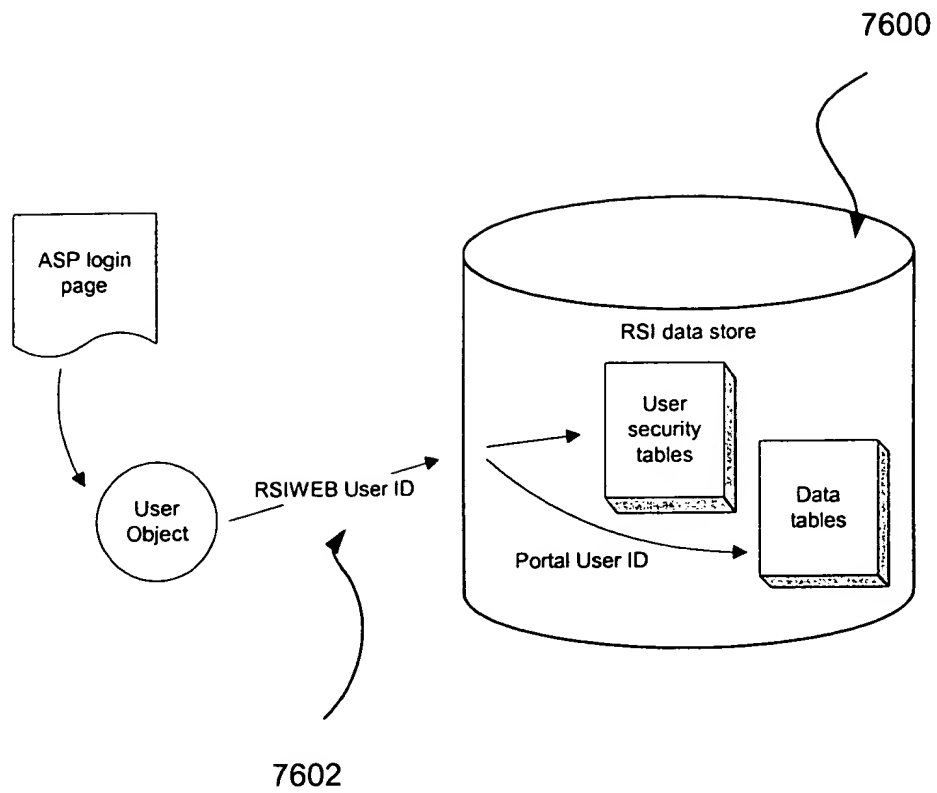 7600
ASP login
page
RSI data store
User
security
tables
Data
tables
RSIWEB User ID
User
Object
Portal User ID
7602